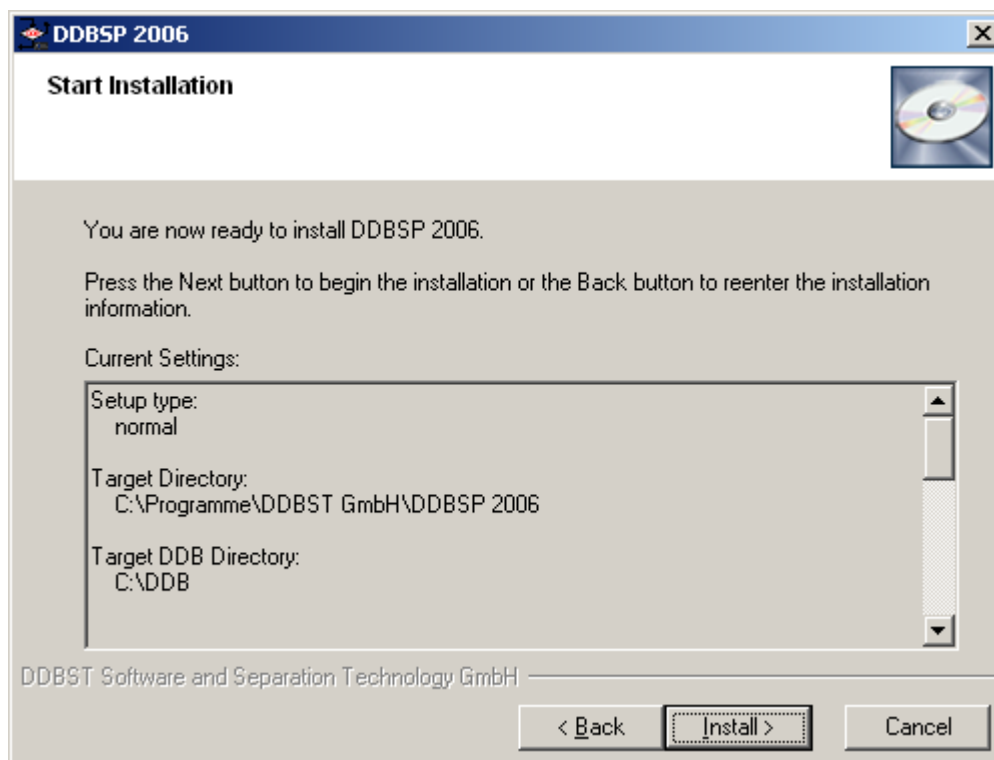 DDBSP 2006
Start Installation
You are now ready to install DDBSP 2006.
Press the Next button to begin the installation or the Back button to reenter the installation
information.
Current Settings:
Setup type:
normal
Target Directory:
C:\Programme\DDBST GmbH\DDBSP 2006
Target DDB Directory:
C:\DDB
DDBST Software and Separation Technology GmbH
< Back Install > Cancel